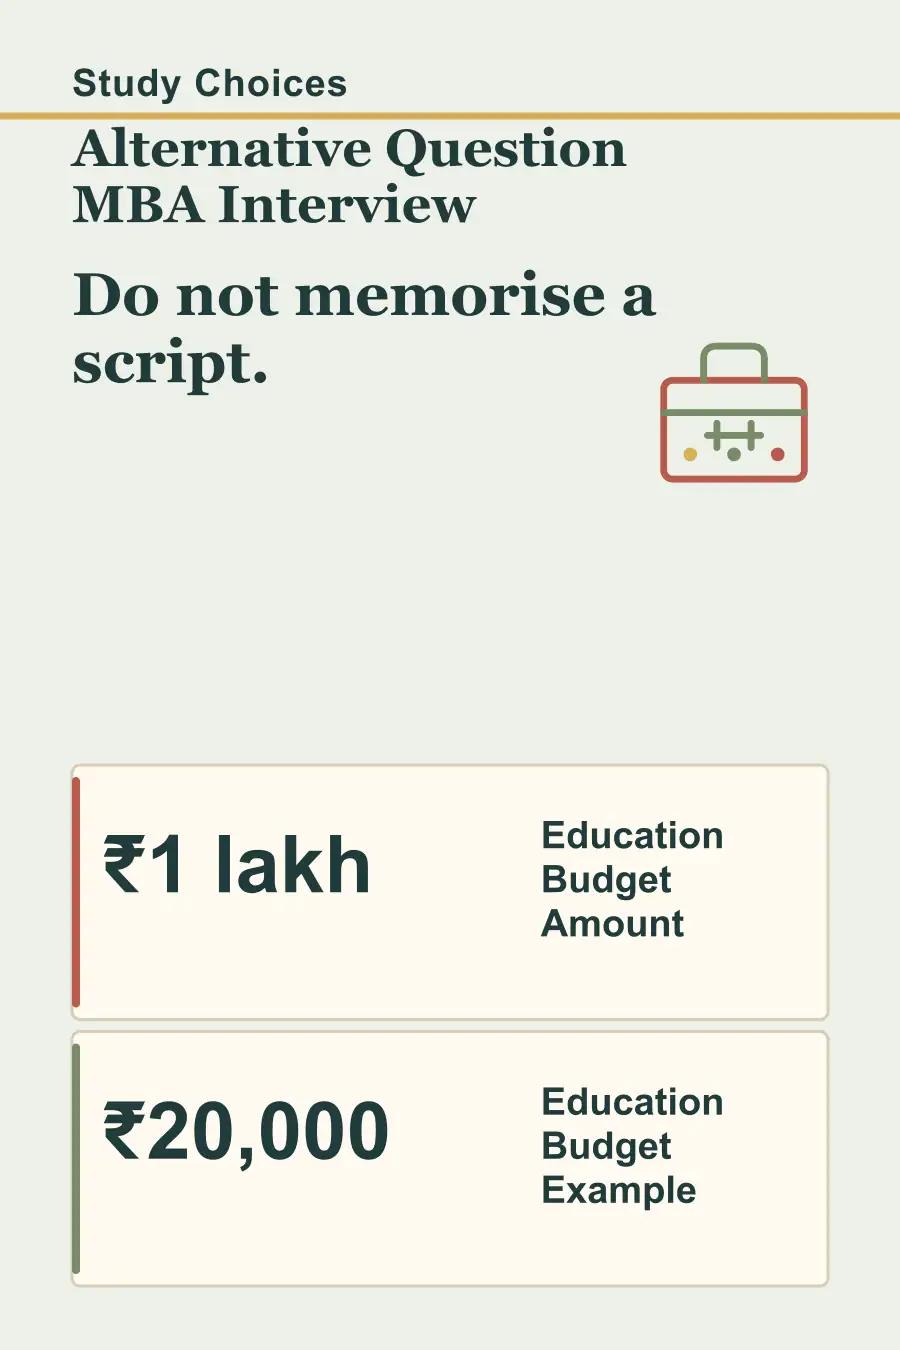 Study Choices
Alternative Question
MBA Interview
Do not memorise a
script.
₹1 lakh
Education
Budget
Amount
₹20,000
Education
Budget
Example